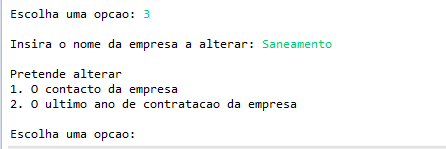 Escolha uma opcao: 3
Insira o nome da empresa a alterar: Saneamento
Pretende alterar
1. O contacto da empresa
2. O ultimo ano de contratacao da empresa
Escolha uma opcao: